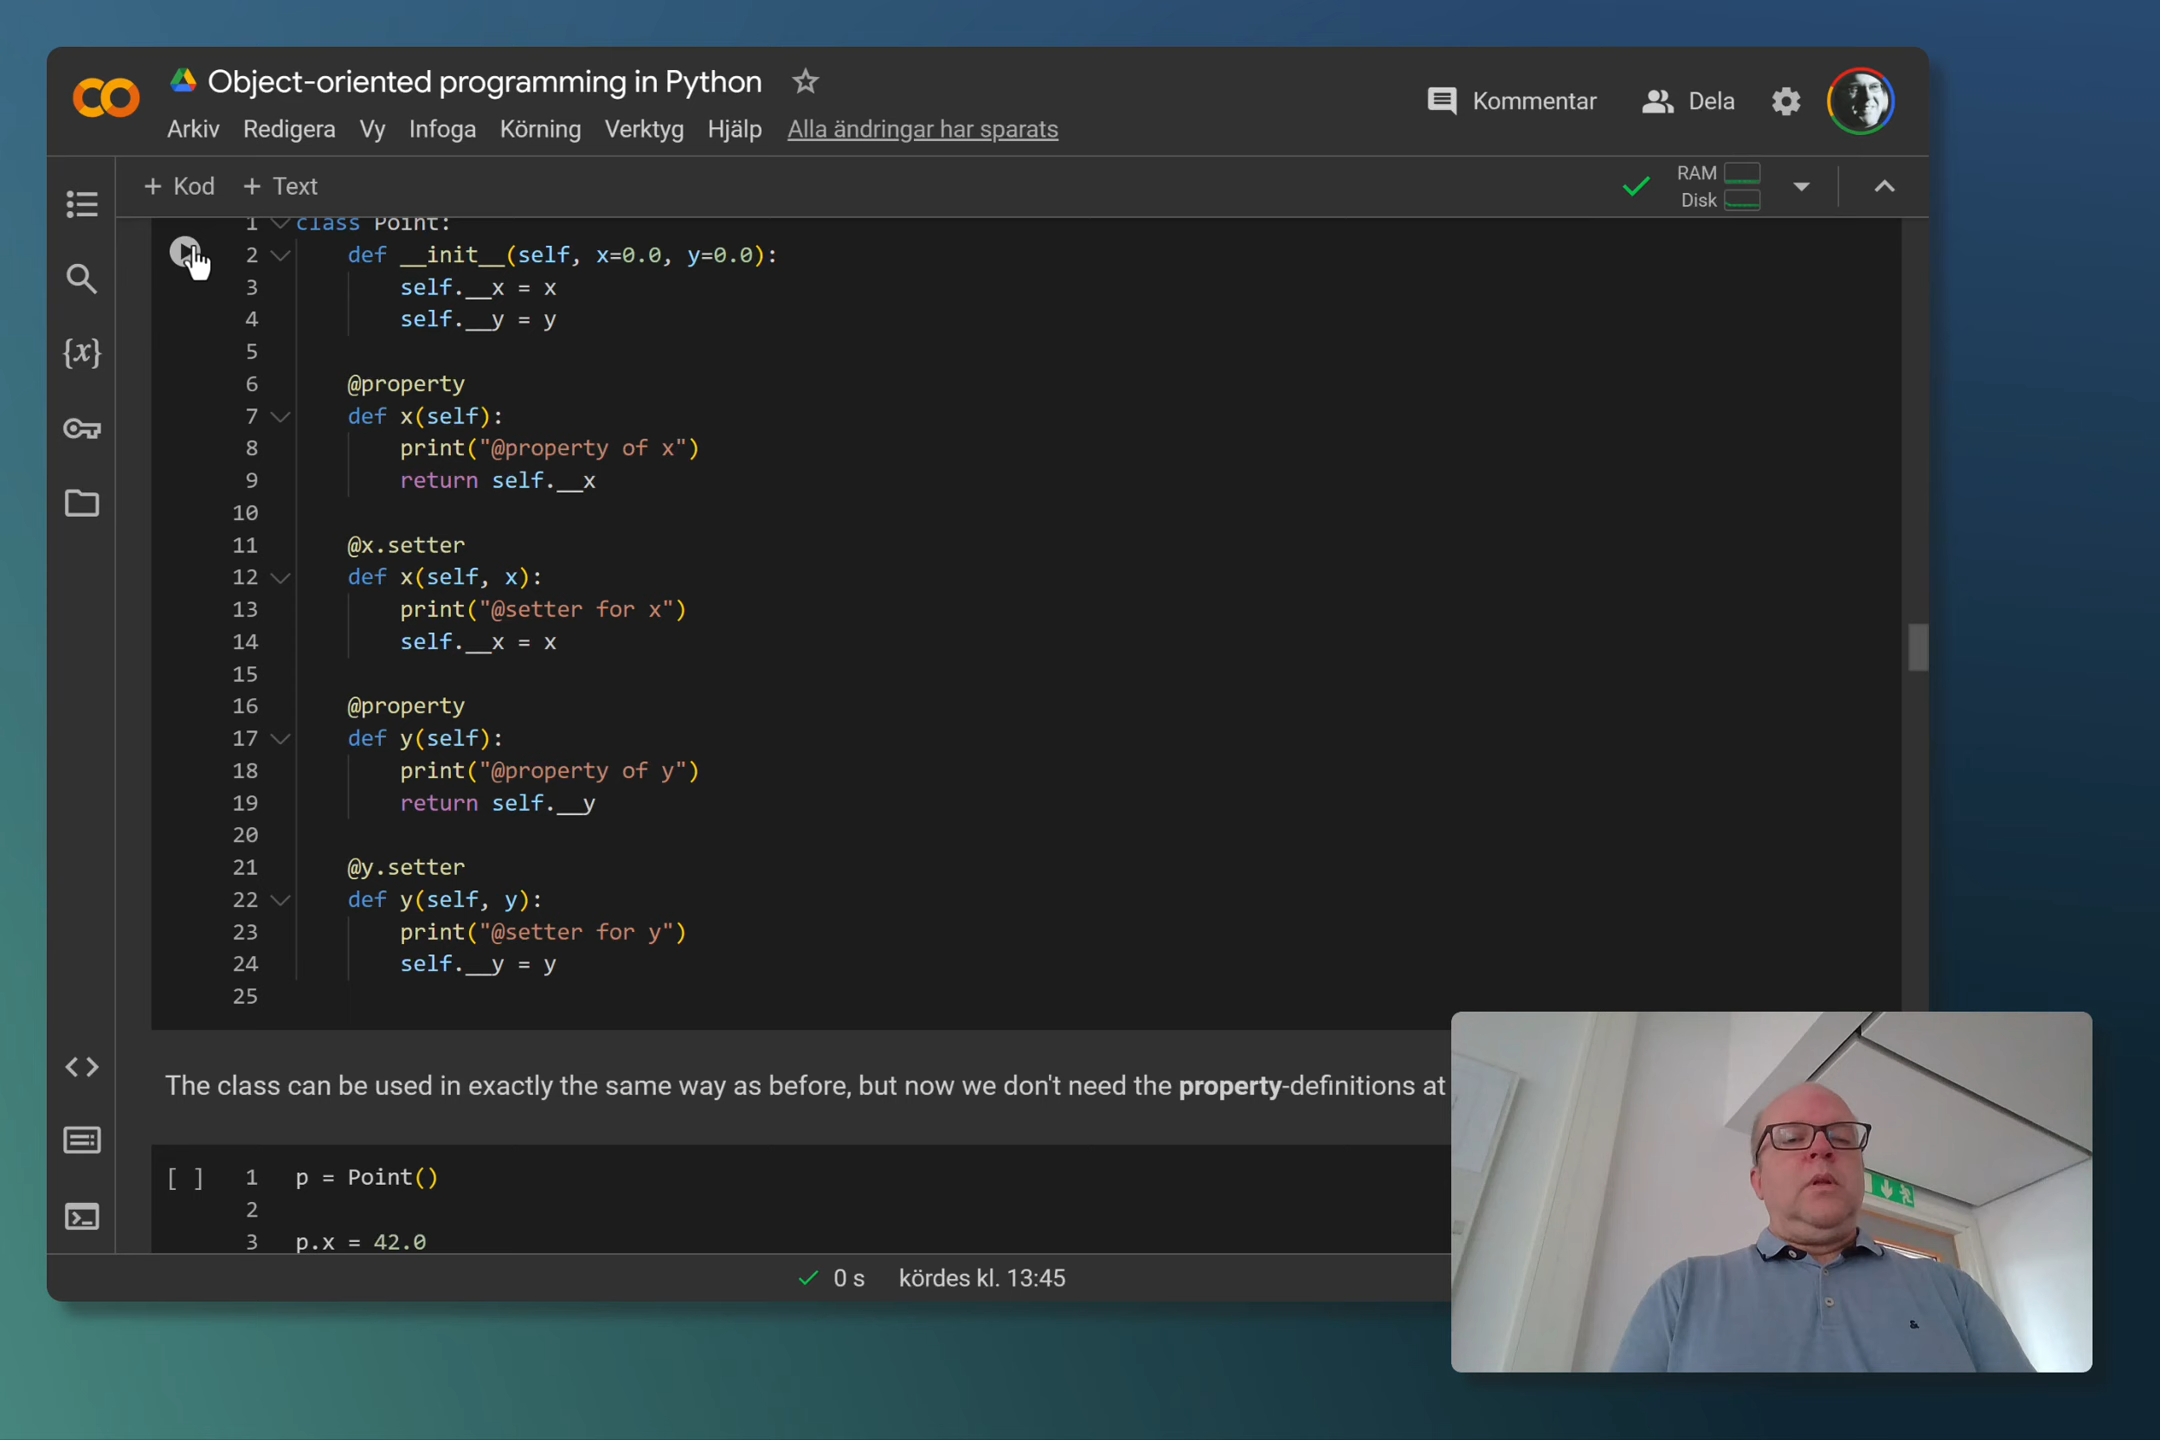 Object-oriented programming in Python
Kommentar
Dela
Arkiv Redigera Vy Infoga Körning Verktyg Hjälp Alla ändringar har sparats
+ Kod + Text
RAM
Disk
1 class Point:
2 def __init__(self, x=0.0, y=0.0):
3 self.__x = x
4 self.__y = y
5
6 @property
7 def x(self):
8 print("@property of x")
9 return self.__x
10
11 @x.setter
12 def x(self, x):
13 print("@setter for x")
14 self.__x = x
15
16 @property
17 def y(self):
18 print("@property of y")
19 return self.__y
20
21 @y.setter
22 def y(self, y):
23 print("@setter for y")
24 self.__y = y
25
The class can be used in exactly the same way as before, but now we don't need the property-definitions at
[ ] 1 p = Point()
2
3 p.x = 42.0
0 s kördes kl. 13:45